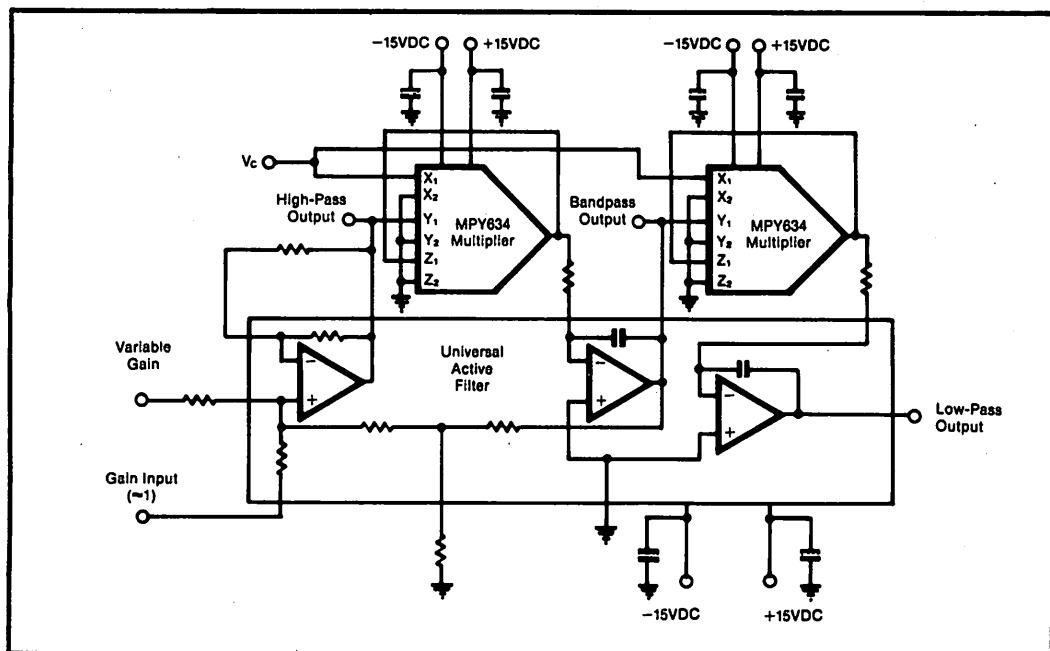 −15VDC
+15VDC
−15VDC
+15VDC
VC
X1
X2
Y1
Y2
Z1
Z2
MPY634
Multiplier
High-Pass
Output
Bandpass
Output
X1
X2
Y1
Y2
Z1
Z2
MPY634
Multiplier
Variable
Gain
−
+
Universal
Active
Filter
−
+
−
+
Low-Pass
Output
Gain Input
(~1)
−15VDC
+15VDC